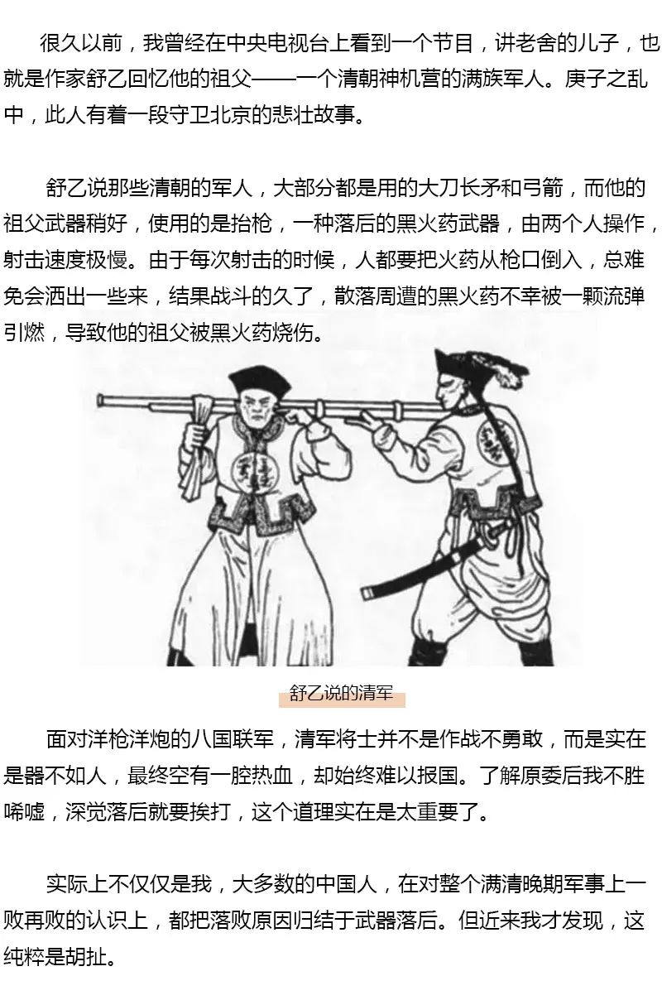 很久以前，我曾经在中央电视台上看到一个节目，讲老舍的儿子，也
就是作家舒乙回忆他的祖父——一个清朝神机营的满族军人。庚子之乱
中，此人有着一段守卫北京的悲壮故事。
舒乙说那些清朝的军人，大部分都是用的大刀长矛和弓箭，而他的
祖父武器稍好，使用的是抬枪，一种落后的黑火药武器，由两个人操作，
射击速度极慢。由于每次射击的时候，人都要把火药从枪口倒入，总难
免会洒出一些来，结果战斗的久了，散落周遭的黑火药不幸被一颗流弹
引燃，导致他的祖父被黑火药烧伤。
舒乙说的清军
面对洋枪洋炮的八国联军，清军将士并不是作战不勇敢，而是实在
是器不如人，最终空有一腔热血，却始终难以报国。了解原委后我不胜
唏嘘，深觉落后就要挨打，这个道理实在是太重要了。
实际上不仅仅是我，大多数的中国人，在对整个满清晚期军事上一
败再败的认识上，都把落败原因归结于武器落后。但近来我才发现，这
纯粹是胡扯。